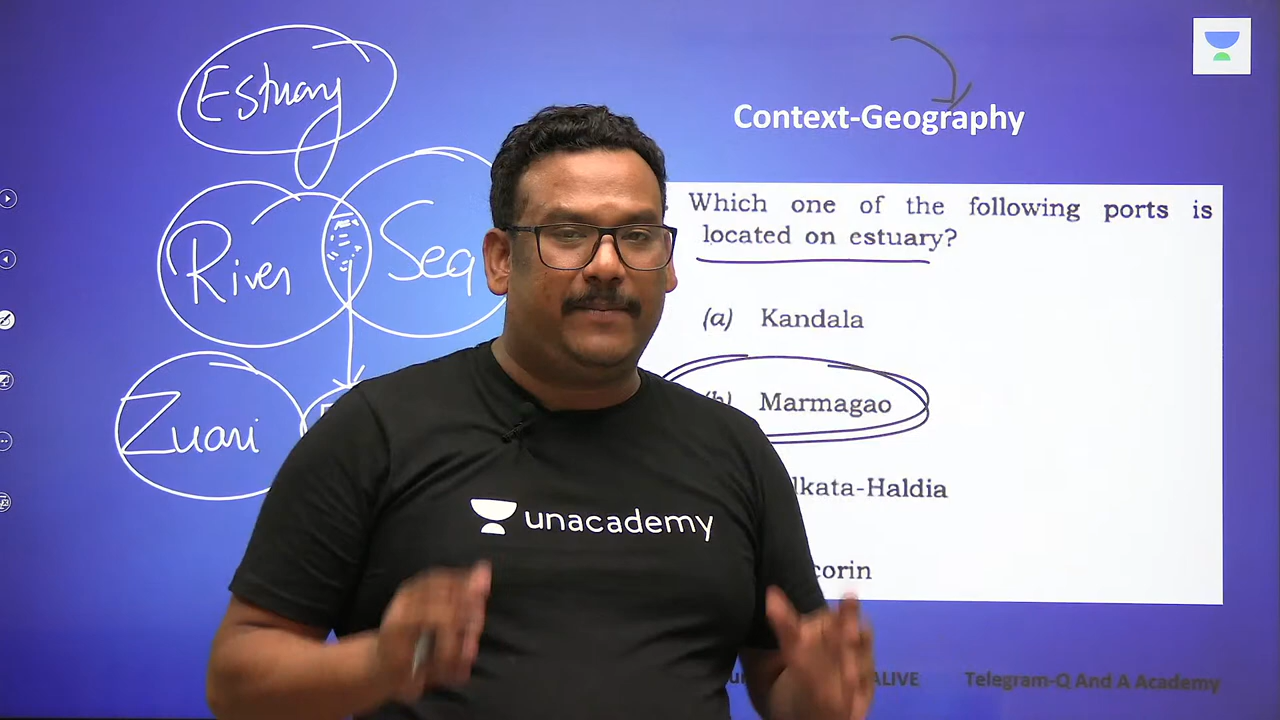 Estuary
River
Sea
Zuari
Context-Geography
Which one of the following ports is
located on estuary?
(a) Kandala
(b) Marmagao
lkata-Haldia
corin
unacademy
ALIVE
Telegram-Q And A Academy